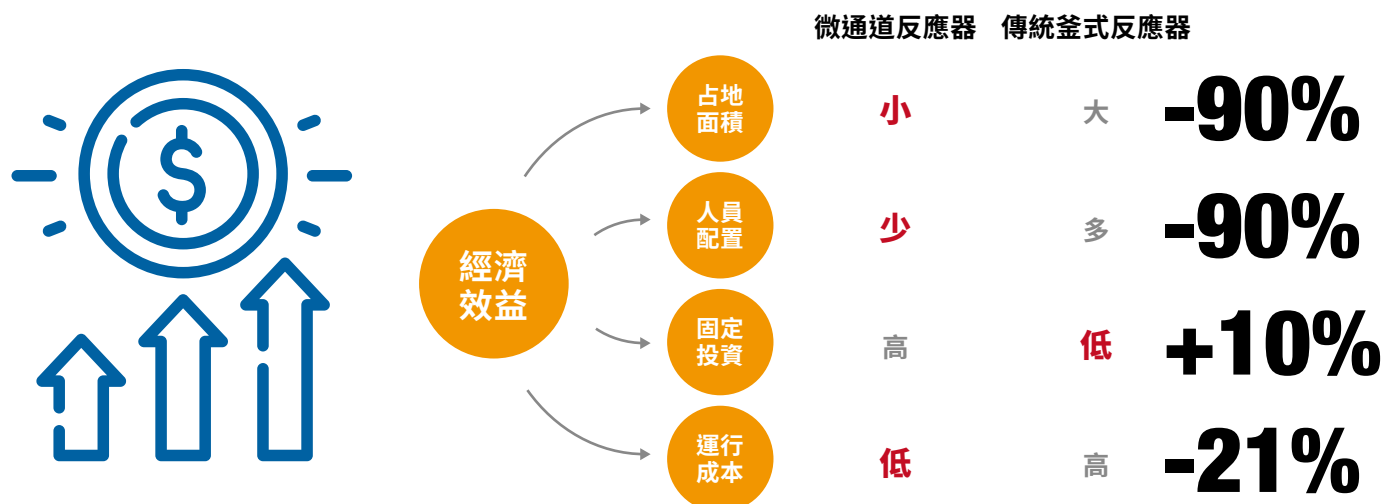 微通道反應器 傳統釜式反應器
$
經濟
效益
占地
面積
小 大 -90%
人員
配置
少 多 -90%
固定
投資
高 低 +10%
運行
成本
低 高 -21%